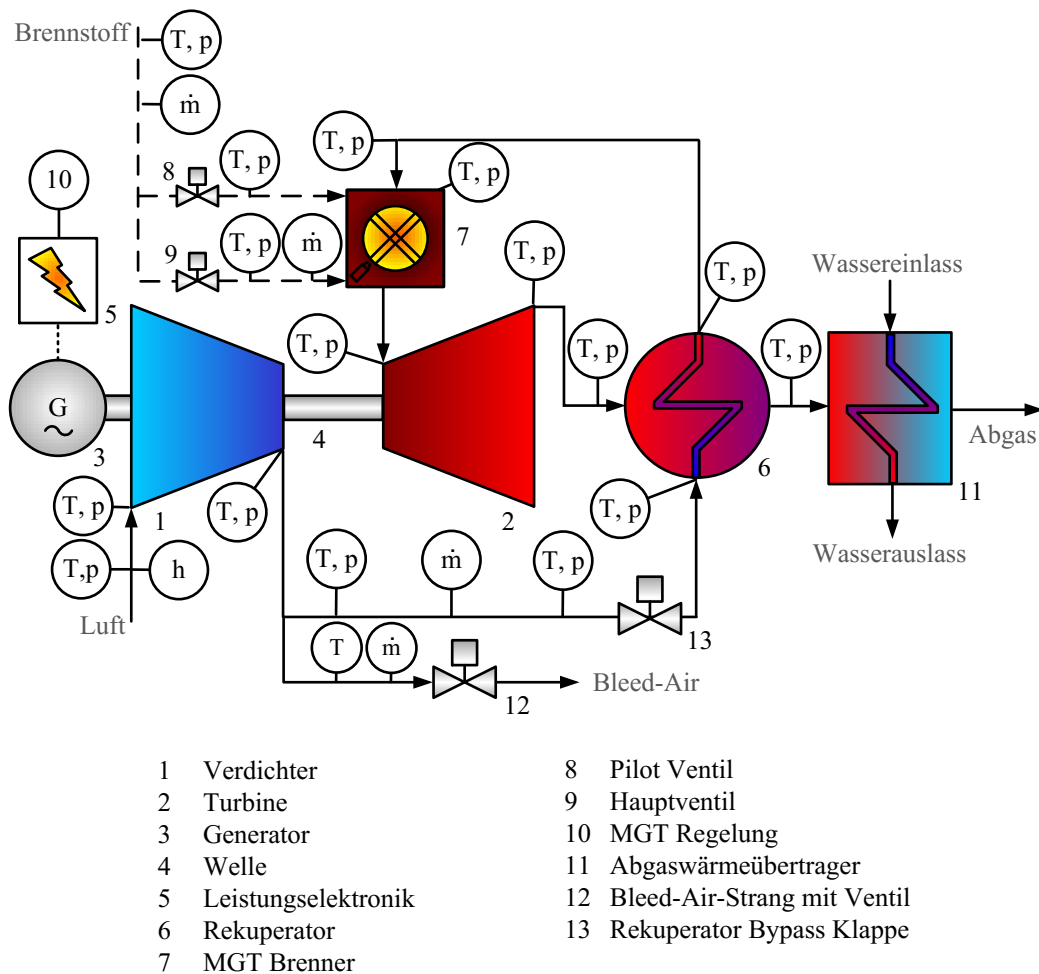 Brennstoff
T, p
ṁ
T, p
T, p
T, p
10
8
9
T, p
ṁ
7
T, p
T, p
Wassereinlass
5
T, p
T, p
T, p
G
~
3
4
6
Abgas
11
T, p
1
T, p
2
T, p
Wasserauslass
T,p
h
Luft
T, p
ṁ
T, p
13
T
ṁ
12
Bleed-Air
1 Verdichter
2 Turbine
3 Generator
4 Welle
5 Leistungselektronik
6 Rekuperator
7 MGT Brenner
8 Pilot Ventil
9 Hauptventil
10 MGT Regelung
11 Abgaswärmeübertrager
12 Bleed-Air-Strang mit Ventil
13 Rekuperator Bypass Klappe